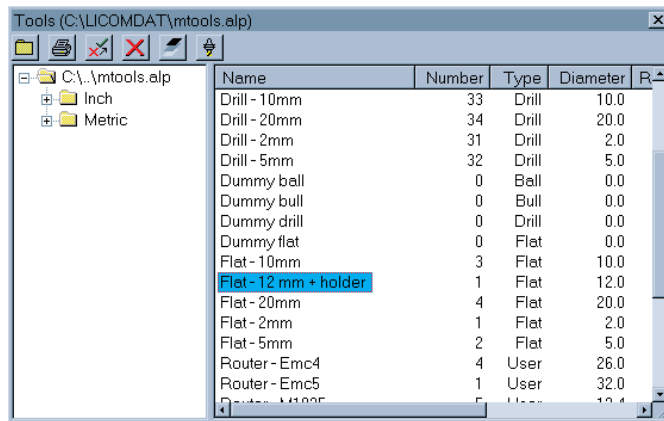 Tools (C:\LICOMDAT\mtools.alp)
C:\..\mtools.alp
Inch
Metric
Name Number Type Diameter R
Drill - 10mm 33 Drill 10.0
Drill - 20mm 34 Drill 20.0
Drill - 2mm 31 Drill 2.0
Drill - 5mm 32 Drill 5.0
Dummy ball 0 Ball 0.0
Dummy bull 0 Bull 0.0
Dummy drill 0 Drill 0.0
Dummy flat 0 Flat 0.0
Flat - 10mm 3 Flat 10.0
Flat - 12 mm + holder 1 Flat 12.0
Flat - 20mm 4 Flat 20.0
Flat - 2mm 1 Flat 2.0
Flat - 5mm 2 Flat 5.0
Router - Emc4 4 User 26.0
Router - Emc5 1 User 32.0